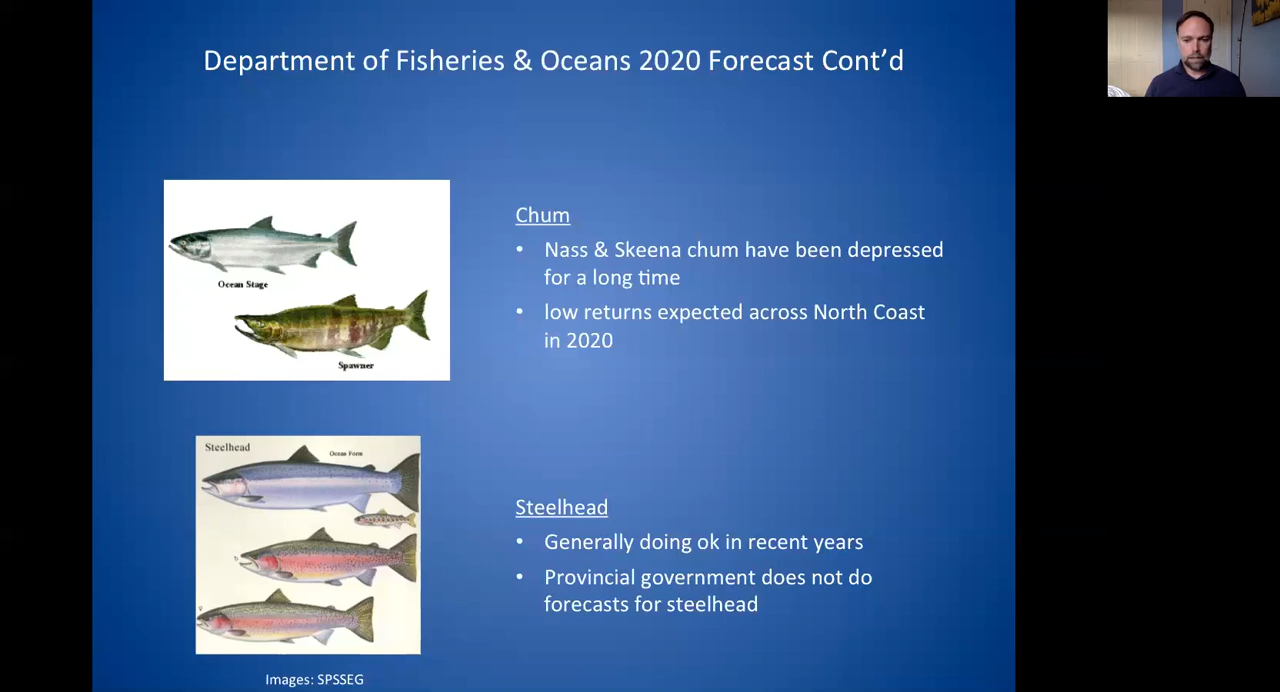 Department of Fisheries & Oceans 2020 Forecast Cont’d
Ocean Stage
Spawner
Chum
• Nass & Skeena chum have been depressed
for a long time
• low returns expected across North Coast
in 2020
Steelhead
Ocean Form
Steelhead
• Generally doing ok in recent years
• Provincial government does not do
forecasts for steelhead
Images: SPSSEG